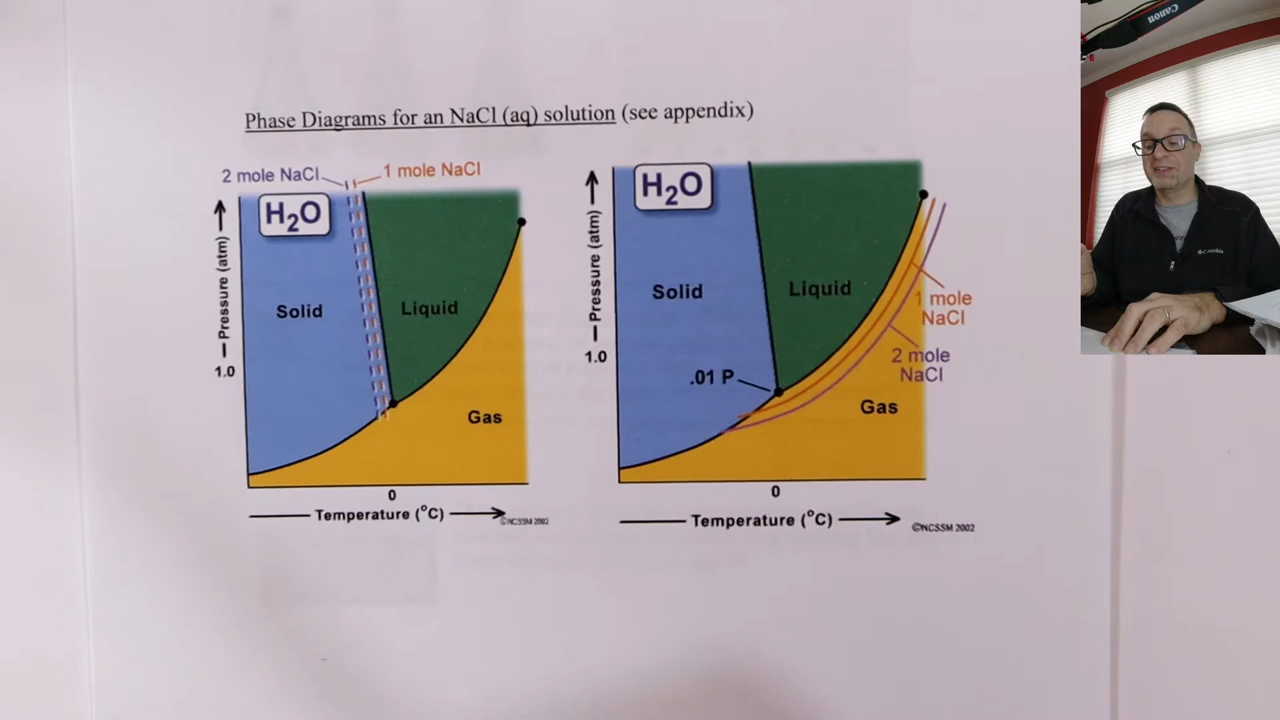 Phase Diagrams for an NaCl (aq) solution (see appendix)
2 mole NaCl
1 mole NaCl
H₂O
Pressure (atm)
Solid
Liquid
1.0
Gas
0
Temperature (°C)
©NCSSM 2002
H₂O
Pressure (atm)
Solid
Liquid
1 mole
NaCl
1.0
2 mole
NaCl
.01 P
Gas
0
Temperature (°C)
©NCSSM 2002
Canon
Columbia